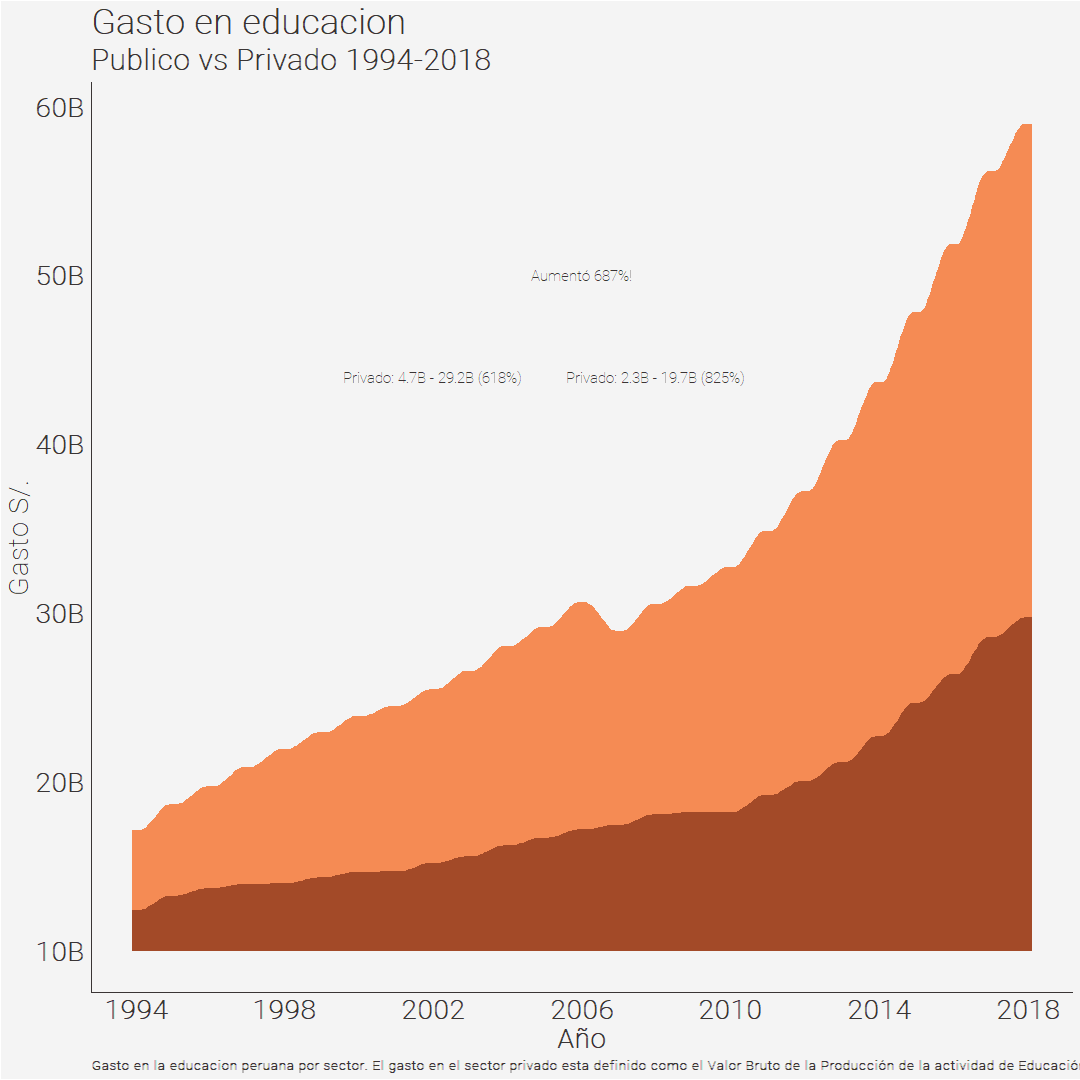 Gasto en educacion
Publico vs Privado 1994-2018
60B
50B
40B
30B
20B
10B
Gasto S/.
Aumentó 687%!
Privado: 4.7B - 29.2B (618%) Privado: 2.3B - 19.7B (825%)
1994 1998 2002 2006 2010 2014 2018
Año
Gasto en la educacion peruana por sector. El gasto en el sector privado esta definido como el Valor Bruto de la Producción de la actividad de Educació